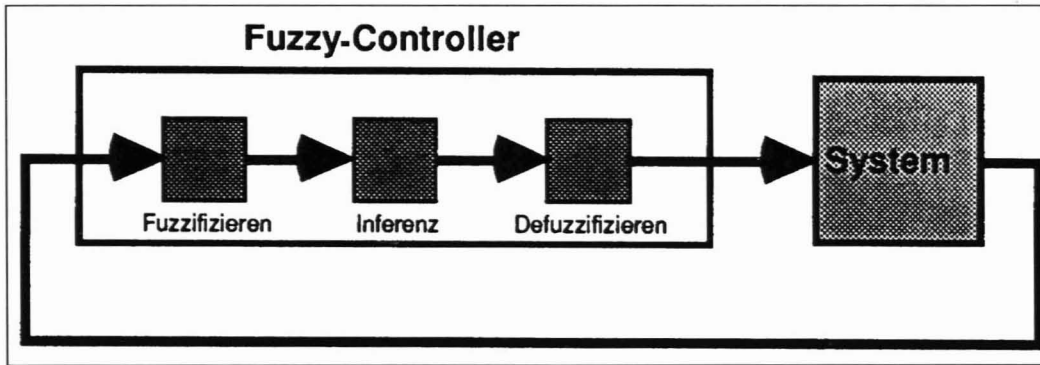 Fuzzy-Controller
System
Fuzzifizieren
Inferenz
Defuzzifizieren